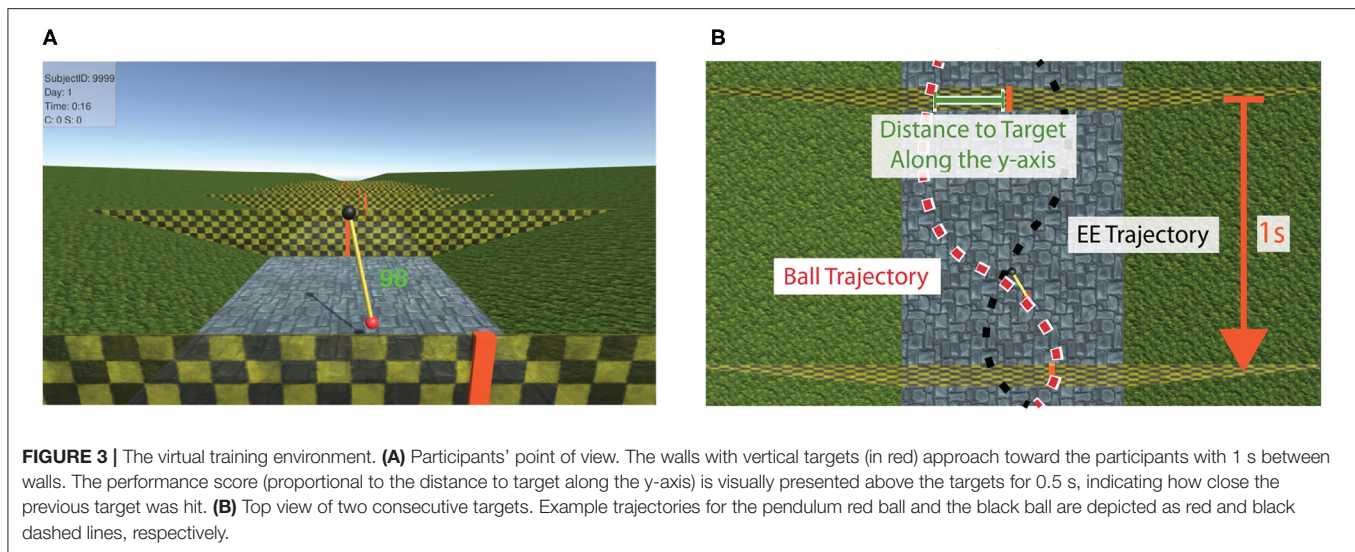 A
B
SubjectID: 9999
Day: 1
Time: 0:16
C: 0 S: 0
98
Distance to Target
Along the y-axis
EE Trajectory
1s
Ball Trajectory
FIGURE 3 | The virtual training environment. (A) Participants' point of view. The walls with vertical targets (in red) approach toward the participants with 1 s between
walls. The performance score (proportional to the distance to target along the y-axis) is visually presented above the targets for 0.5 s, indicating how close the
previous target was hit. (B) Top view of two consecutive targets. Example trajectories for the pendulum red ball and the black ball are depicted as red and black
dashed lines, respectively.